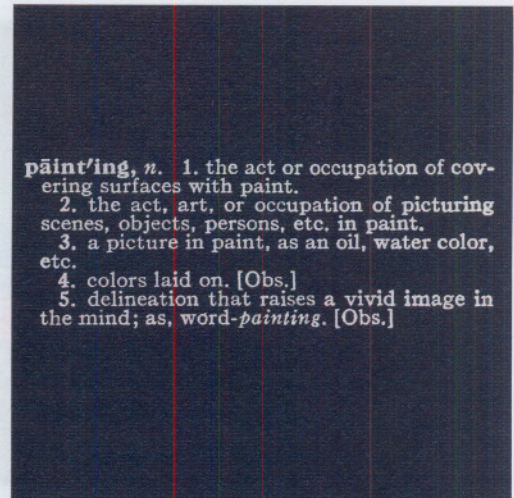 pāint′ing, n. 1. the act or occupation of cov-
ering surfaces with paint.
2. the act, art, or occupation of picturing
scenes, objects, persons, etc. in paint.
3. a picture in paint, as an oil, water color,
etc.
4. colors laid on. [Obs.]
5. delineation that raises a vivid image in
the mind; as, word-painting. [Obs.]